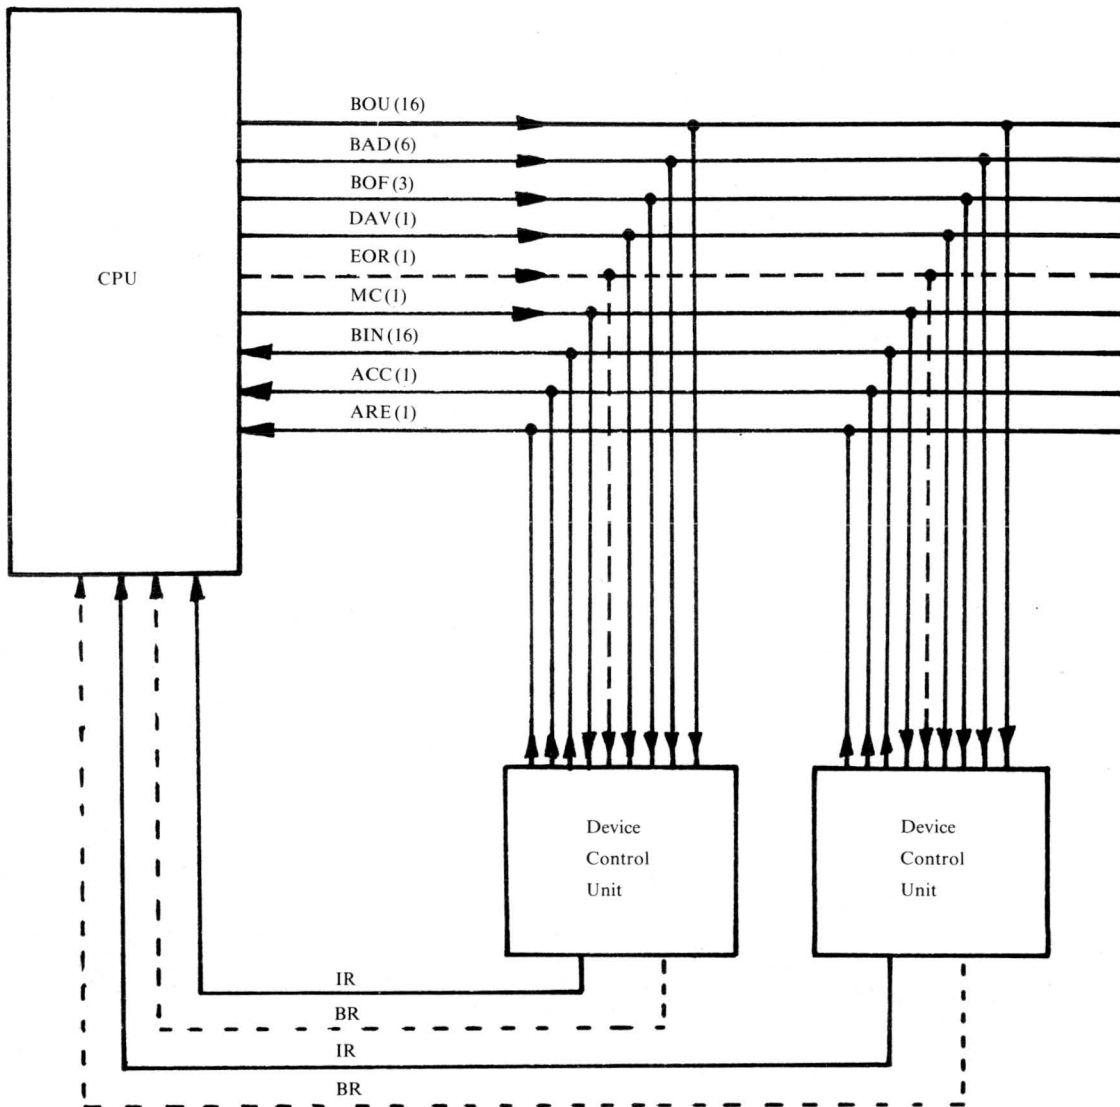 BOU (16)
BAD (6)
BOF (3)
DAV (1)
EOR (1)
CPU
MC (1)
BIN (16)
ACC (1)
ARE (1)
Device
Control
Unit
Device
Control
Unit
IR
BR
IR
BR